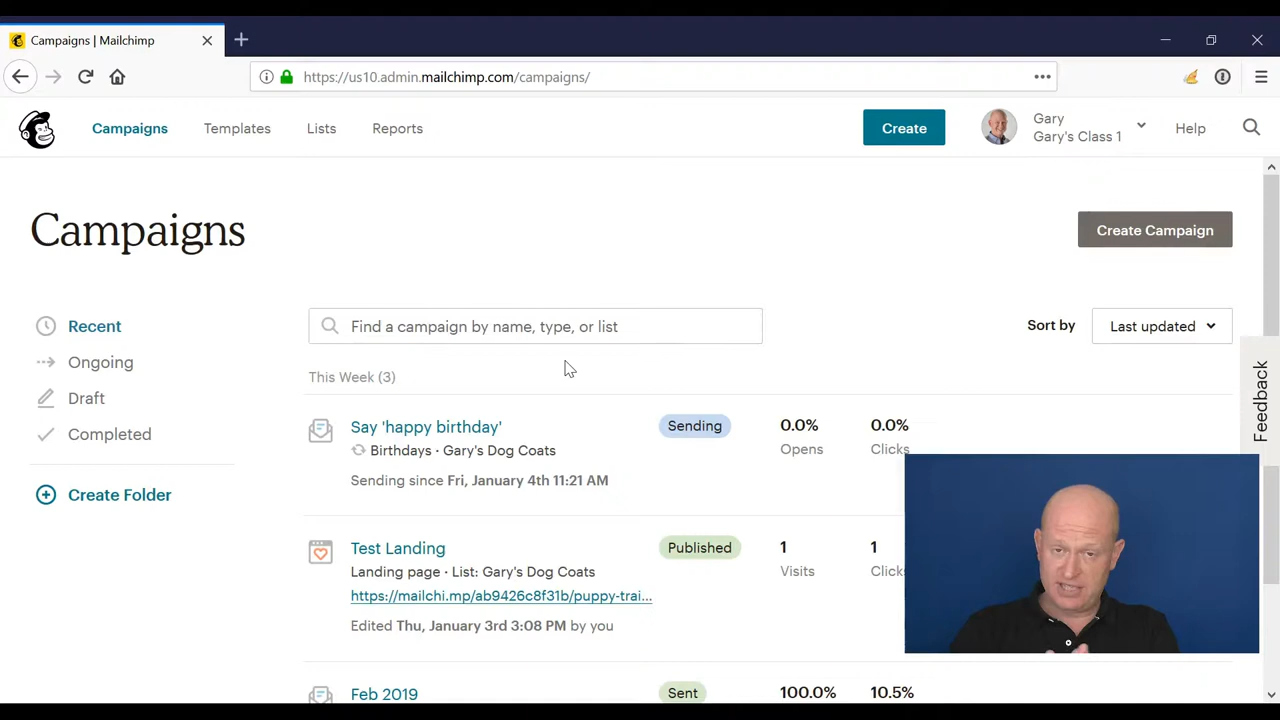 Campaigns | Mailchimp
https://us10.admin.mailchimp.com/campaigns/
Campaigns
Templates
Lists
Reports
Create
Gary
Gary's Class 1
Help
Campaigns
Create Campaign
Recent
Ongoing
Draft
Completed
Create Folder
Find a campaign by name, type, or list
Sort by
Last updated
Feedback
This Week (3)
Say 'happy birthday'
Sending
0.0%
0.0%
Birthdays · Gary's Dog Coats
Opens
Clicks
Sending since Fri, January 4th 11:21 AM
Test Landing
Published
1
1
Landing page · List: Gary's Dog Coats
Visits
Clicks
https://mailchi.mp/ab9426c8f31b/puppy-trai...
Edited Thu, January 3rd 3:08 PM by you
Feb 2019
Sent
100.0%
10.5%